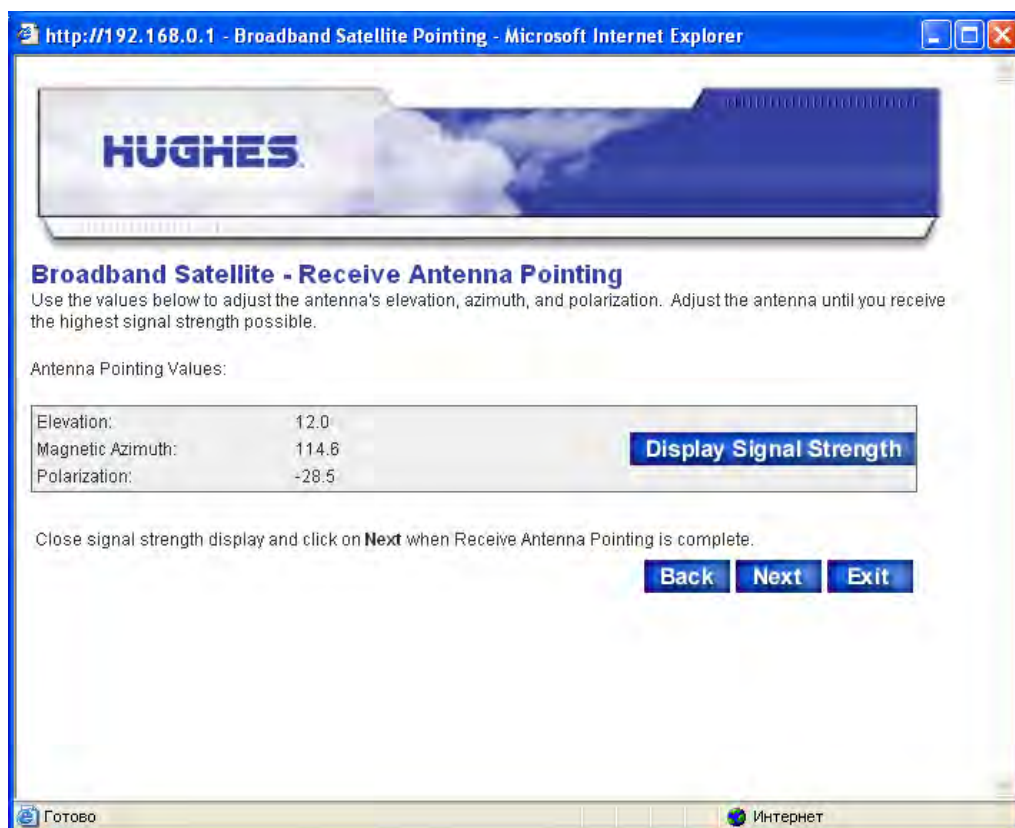 http://192.168.0.1 - Broadband Satellite Pointing - Microsoft Internet Explorer
HUGHES
Broadband Satellite - Receive Antenna Pointing
Use the values below to adjust the antenna's elevation, azimuth, and polarization. Adjust the antenna until you receive
the highest signal strength possible.
Antenna Pointing Values:
Elevation: 12.0
Magnetic Azimuth: 114.6
Display Signal Strength
Polarization: -28.5
Close signal strength display and click on Next when Receive Antenna Pointing is complete.
Back Next Exit
Готово Интернет